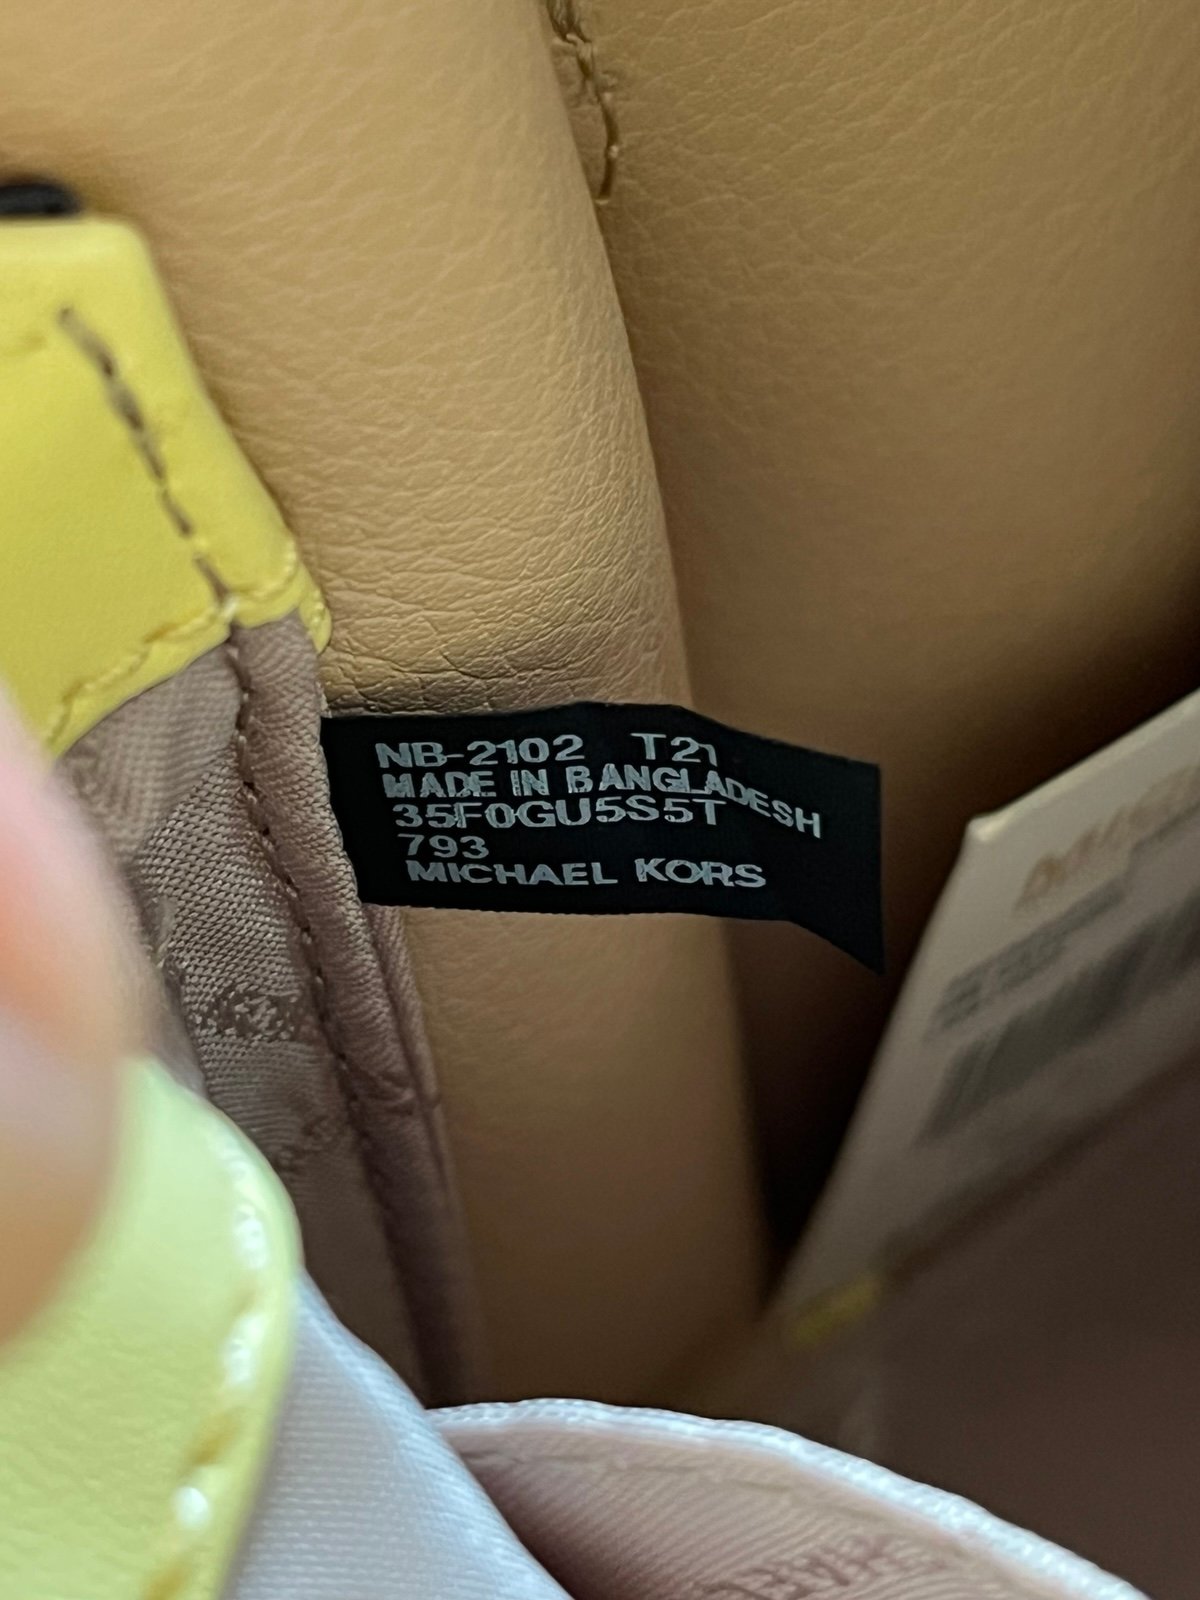 NB-2102 T21
MADE IN BANGLADESH
35F0GU5S5T
793
MICHAEL KORS